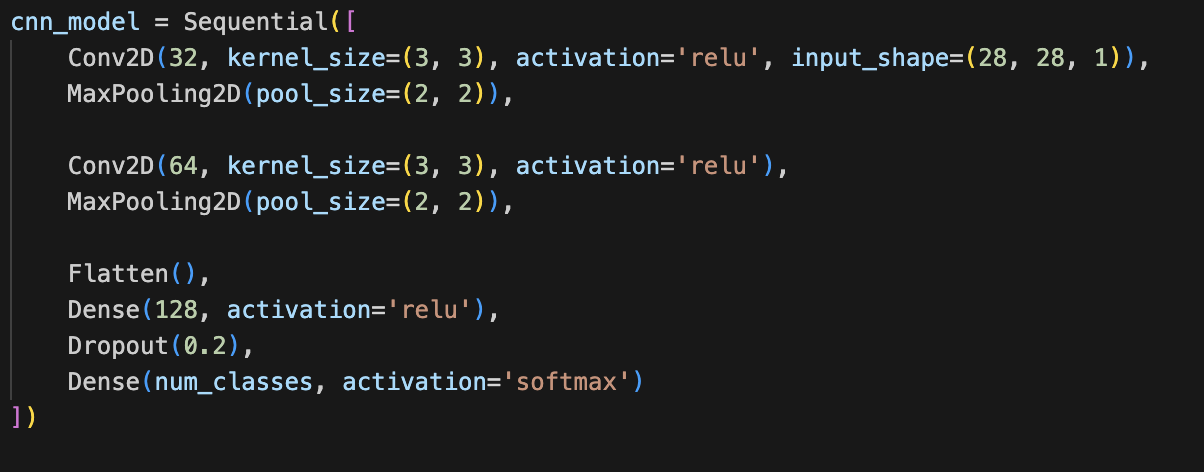 cnn_model = Sequential([
    Conv2D(32, kernel_size=(3, 3), activation='relu', input_shape=(28, 28, 1)),
    MaxPooling2D(pool_size=(2, 2)),

    Conv2D(64, kernel_size=(3, 3), activation='relu'),
    MaxPooling2D(pool_size=(2, 2)),

    Flatten(),
    Dense(128, activation='relu'),
    Dropout(0.2),
    Dense(num_classes, activation='softmax')
])